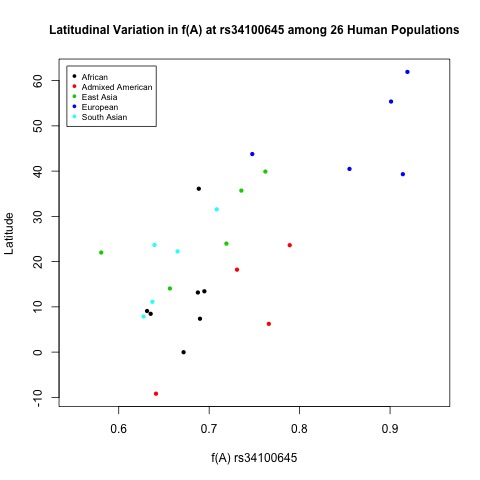 Latitudinal Variation in f(A) at rs34100645 among 26 Human Populations
African
Admixed American
East Asia
European
South Asian
Latitude
60
50
40
30
20
10
0
-10
0.6 0.7 0.8 0.9
f(A) rs34100645